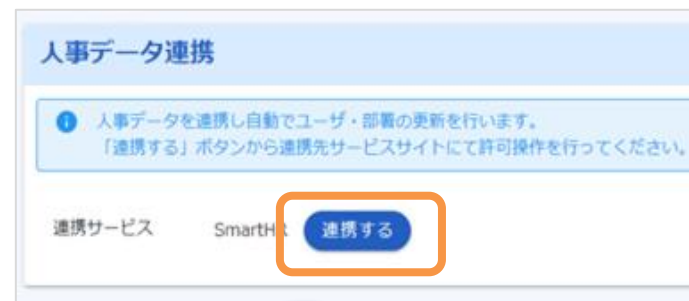 人事データ連携
人事データを連携し自動でユーザ・部署の更新を行います。
「連携する」ボタンから連携先サービスサイトにて許可操作を行ってください。
連携サービス SmartHR 連携する